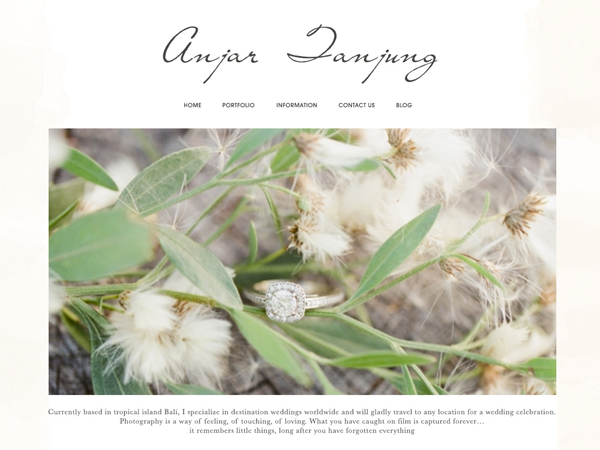 Anjar Tanjung
HOME PORTFOLIO INFORMATION CONTACT US BLOG
Currently based in tropical island Bali, I specialize in destination weddings worldwide and will gladly travel to any location for a wedding celebration.
Photography is a way of feeling, of touching, of loving. What you have caught on film is captured forever…
it remembers little things, long after you have forgotten everything